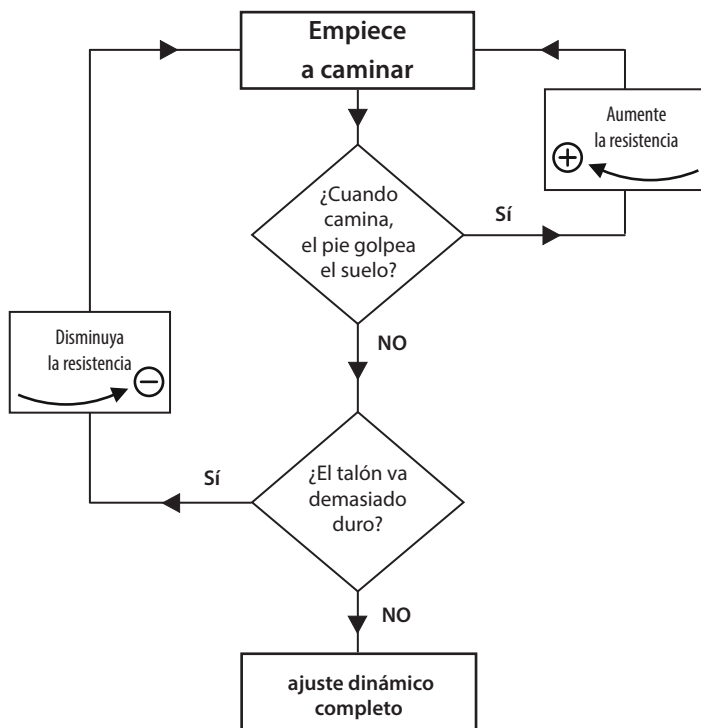 Empiece
a caminar
Aumente
la resistencia
¿Cuando
camina,
el pie golpea
el suelo?
Sí
NO
Disminuya
la resistencia
¿El talón va
demasiado
duro?
Sí
NO
ajuste dinámico
completo